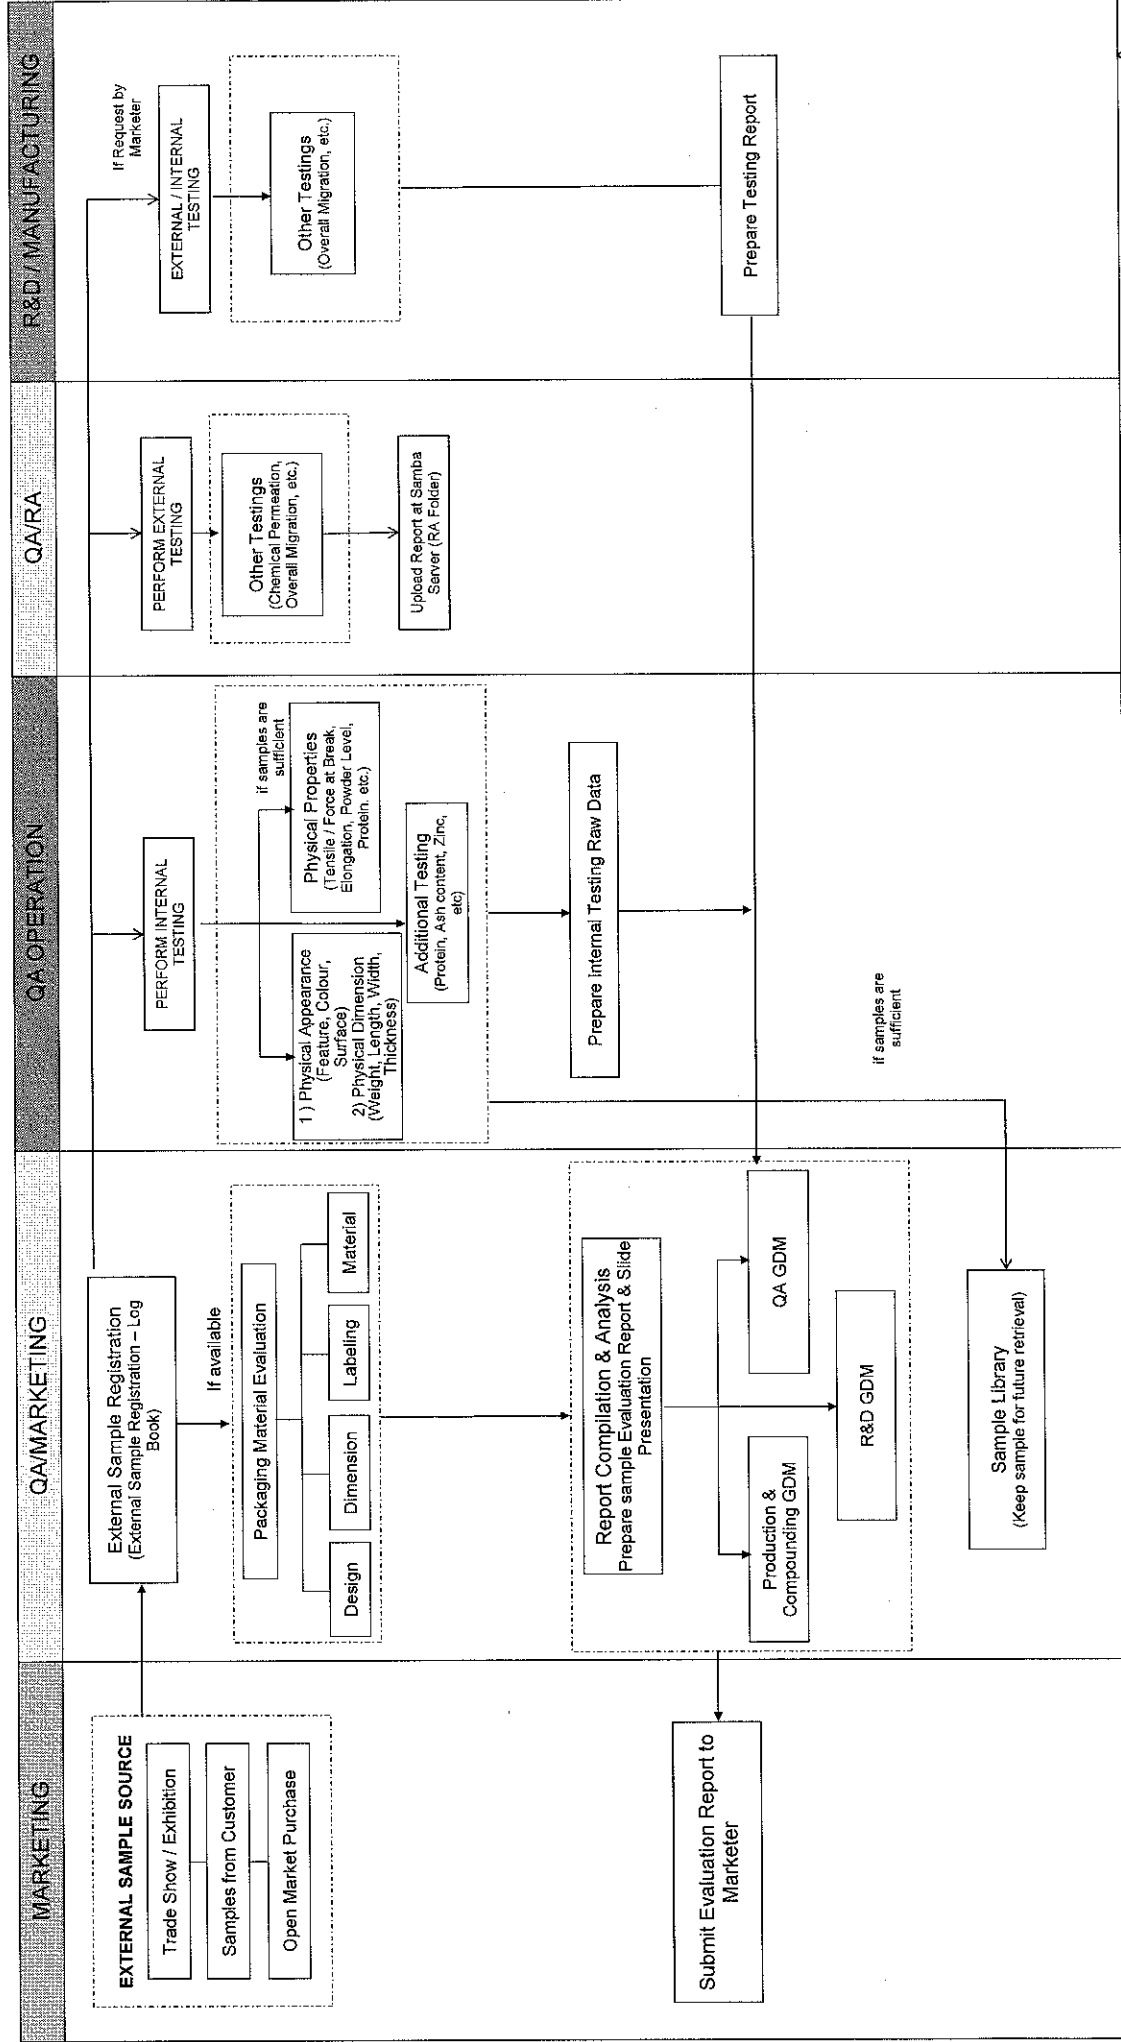 MARKETING
QA/MARKETING
QA OPERATION
QA/RA
R&D / MANUFACTURING
EXTERNAL SAMPLE SOURCE
Trade Show / Exhibition
Samples from Customer
Open Market Purchase
Submit Evaluation Report to
Marketer
External Sample Registration
(External Sample Registration – Log
Book)
If available
Packaging Material Evaluation
Design
Dimension
Labeling
Material
Report Compilation & Analysis
Prepare sample Evaluation Report & Slide
Presentation
Production &
Compounding GDM
QA GDM
R&D GDM
Sample Library
(Keep sample for future retrieval)
PERFORM INTERNAL
TESTING
1 ) Physical Appearance
(Feature, Colour,
Surface)
2) Physical Dimension
(Weight, Length, Width,
Thickness)
if samples are
sufficient
Physical Properties
(Tensile / Force at Break,
Elongation, Powder Level,
Protein. etc.)
Additional Testing
(Protein, Ash content, Zinc,
etc)
Prepare Internal Testing Raw Data
if samples are
sufficient
PERFORM EXTERNAL
TESTING
Other Testings
(Chemical Permeation,
Overall Migration, etc.)
Upload Report at Samba
Server (RA Folder)
If Request by
Marketer
EXTERNAL / INTERNAL
TESTING
Other Testings
(Overall Migration, etc.)
Prepare Testing Report